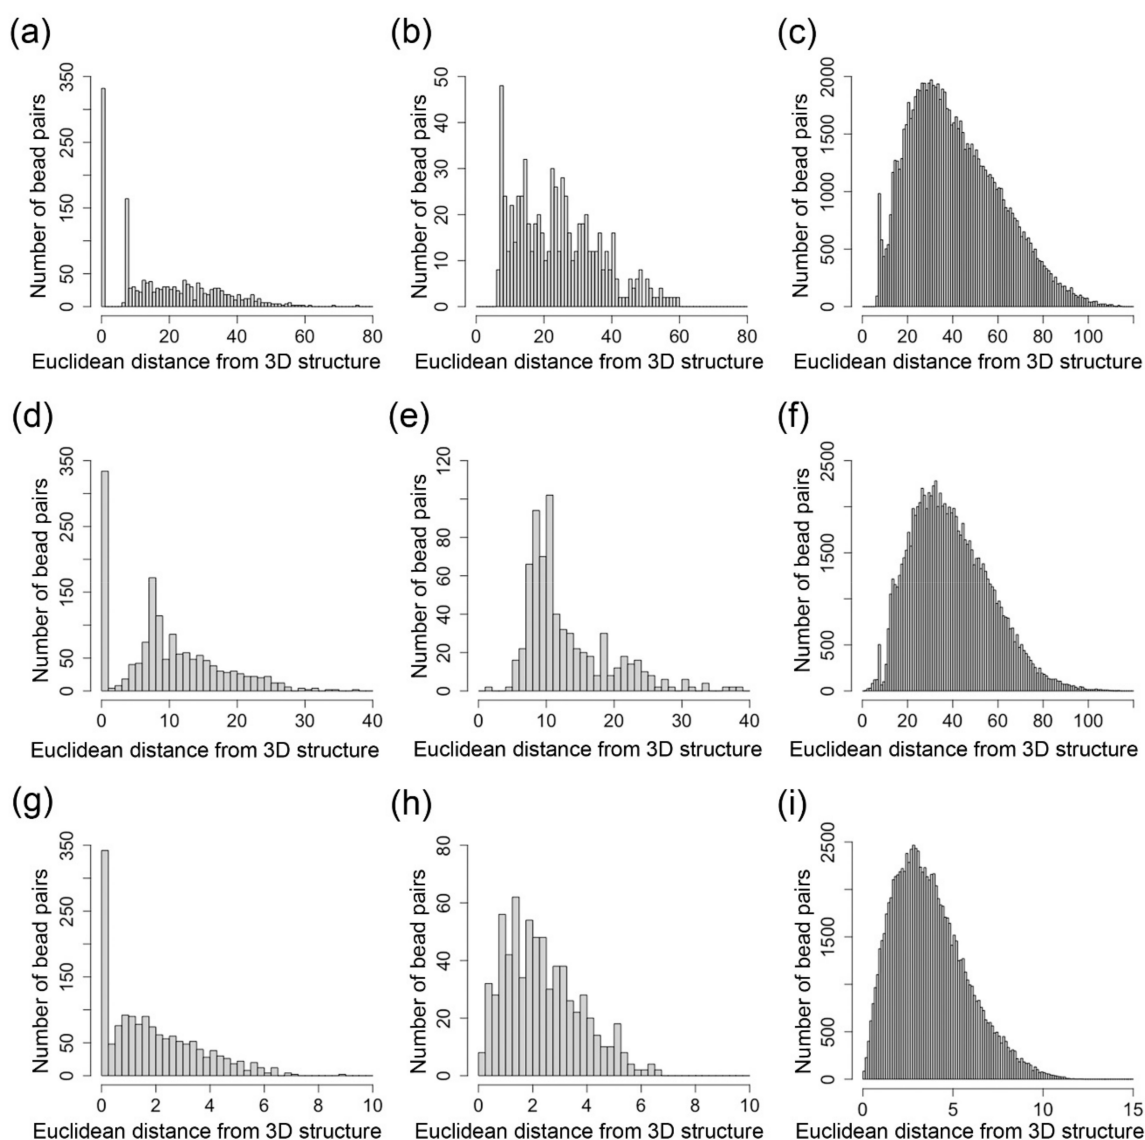 (a)
Number of bead pairs
350
250
150
50
0
0 20 40 60 80
Euclidean distance from 3D structure
(b)
Number of bead pairs
50
40
30
20
10
0
0 20 40 60 80
Euclidean distance from 3D structure
(c)
Number of bead pairs
2000
1500
1000
500
0
0 20 40 60 80 100
Euclidean distance from 3D structure
(d)
Number of bead pairs
350
250
150
50
0
0 10 20 30 40
Euclidean distance from 3D structure
(e)
Number of bead pairs
120
100
80
60
40
20
0
0 10 20 30 40
Euclidean distance from 3D structure
(f)
Number of bead pairs
2500
1500
500
0
0 20 40 60 80 100
Euclidean distance from 3D structure
(g)
Number of bead pairs
350
250
150
50
0
0 2 4 6 8 10
Euclidean distance from 3D structure
(h)
Number of bead pairs
80
60
40
20
0
0 2 4 6 8 10
Euclidean distance from 3D structure
(i)
Number of bead pairs
2500
1500
500
0
0 5 10 15
Euclidean distance from 3D structure